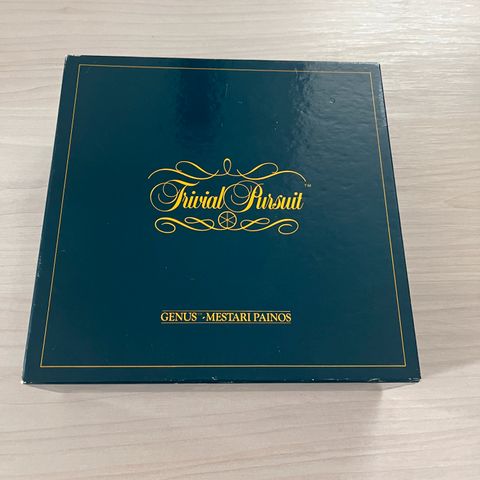 Trivial Pursuit™
GENUS™-MESTARI PAINOS